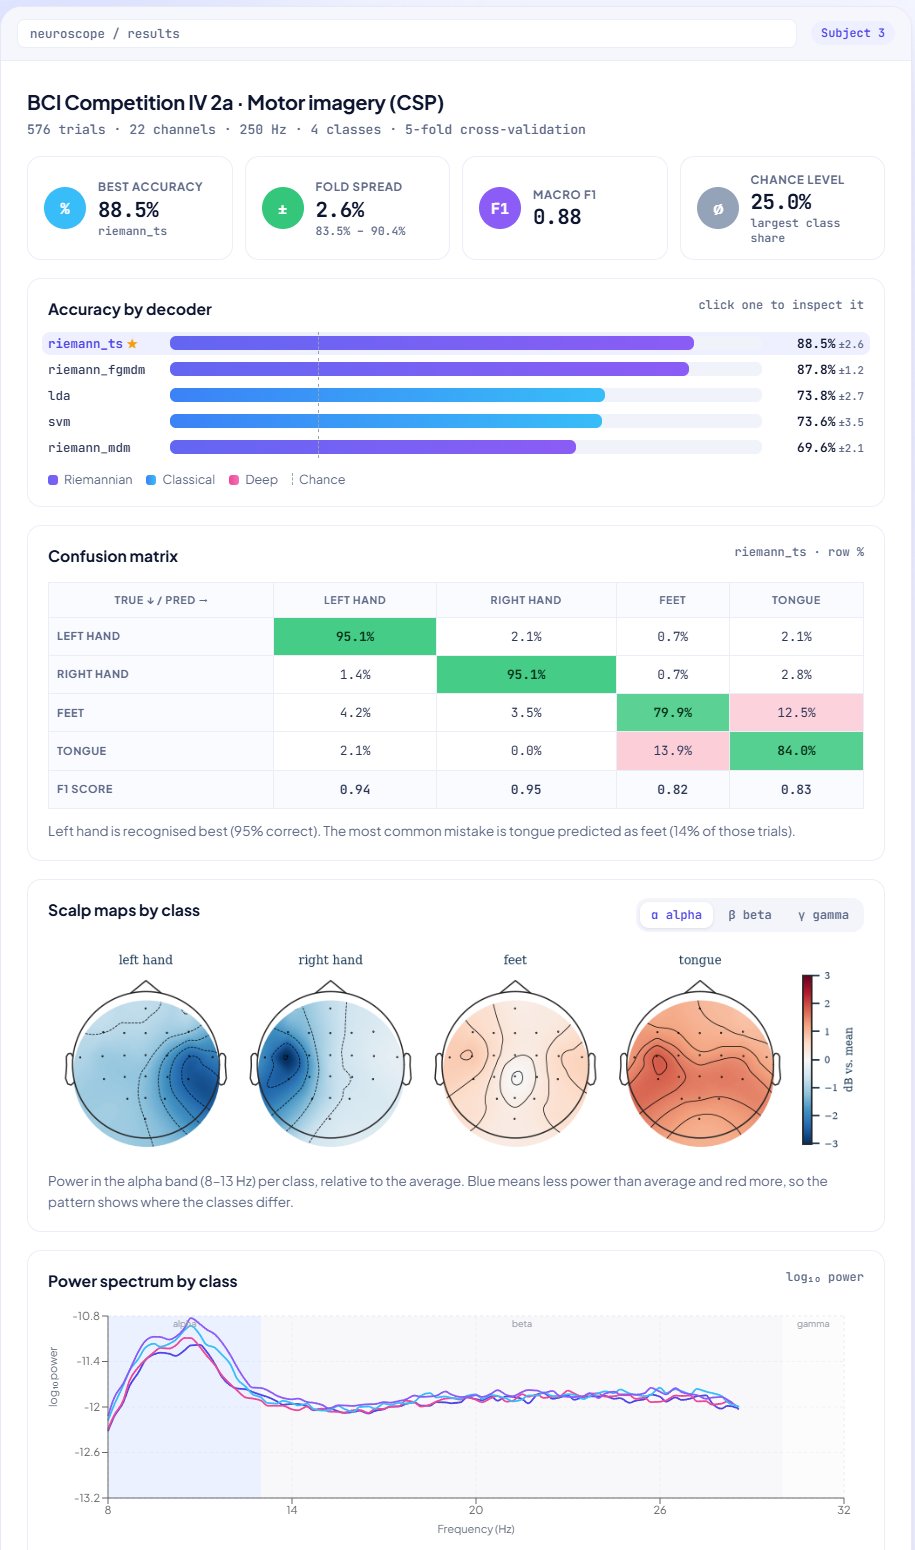 neuroscope / results
Subject 3
BCI Competition IV 2a · Motor imagery (CSP)
576 trials · 22 channels · 250 Hz · 4 classes · 5-fold cross-validation
%
BEST ACCURACY
88.5%
riemann_ts
±
FOLD SPREAD
2.6%
83.5% – 90.4%
F1
MACRO F1
0.88
ø
CHANCE LEVEL
25.0%
largest class
share
Accuracy by decoder
click one to inspect it
riemann_ts ★ 88.5% ±2.6
riemann_fgmdm 87.8% ±1.2
lda 73.8% ±2.7
svm 73.6% ±3.5
riemann_mdm 69.6% ±2.1
Riemannian Classical Deep Chance
Confusion matrix
riemann_ts · row %
TRUE ↓ / PRED → LEFT HAND RIGHT HAND FEET TONGUE
LEFT HAND 95.1% 2.1% 0.7% 2.1%
RIGHT HAND 1.4% 95.1% 0.7% 2.8%
FEET 4.2% 3.5% 79.9% 12.5%
TONGUE 2.1% 0.0% 13.9% 84.0%
F1 SCORE 0.94 0.95 0.82 0.83
Left hand is recognised best (95% correct). The most common mistake is tongue predicted as feet (14% of those trials).
Scalp maps by class
α alpha β beta γ gamma
left hand right hand feet tongue
3
2
1
0
−1
−2
−3
dB vs. mean
Power in the alpha band (8–13 Hz) per class, relative to the average. Blue means less power than average and red more, so the
pattern shows where the classes differ.
Power spectrum by class
log₁₀ power
alpha beta gamma
-10.8
-11.4
-12
-12.6
-13.2
log₁₀ power
8 14 20 26 32
Frequency (Hz)